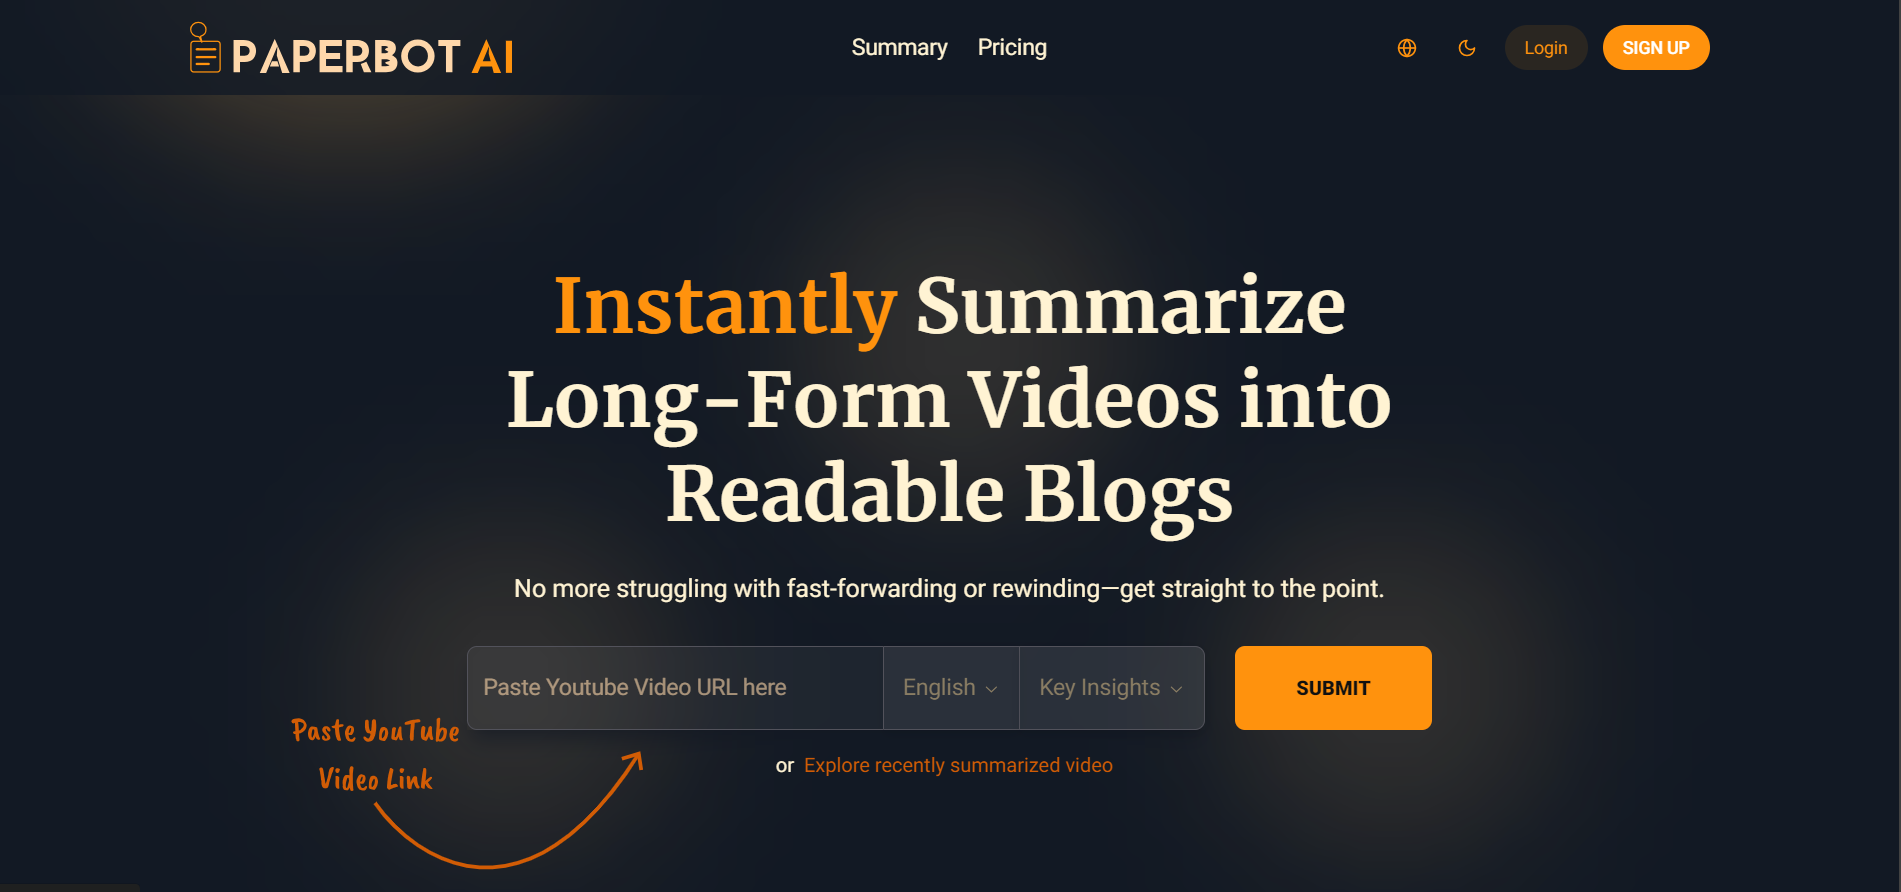 PAPERBOT AI
Summary
Pricing
Login
SIGN UP
Instantly Summarize
Long-Form Videos into
Readable Blogs
No more struggling with fast-forwarding or rewinding—get straight to the point.
Paste Youtube Video URL here
English
Key Insights
SUBMIT
Paste YouTube
Video Link
or Explore recently summarized video